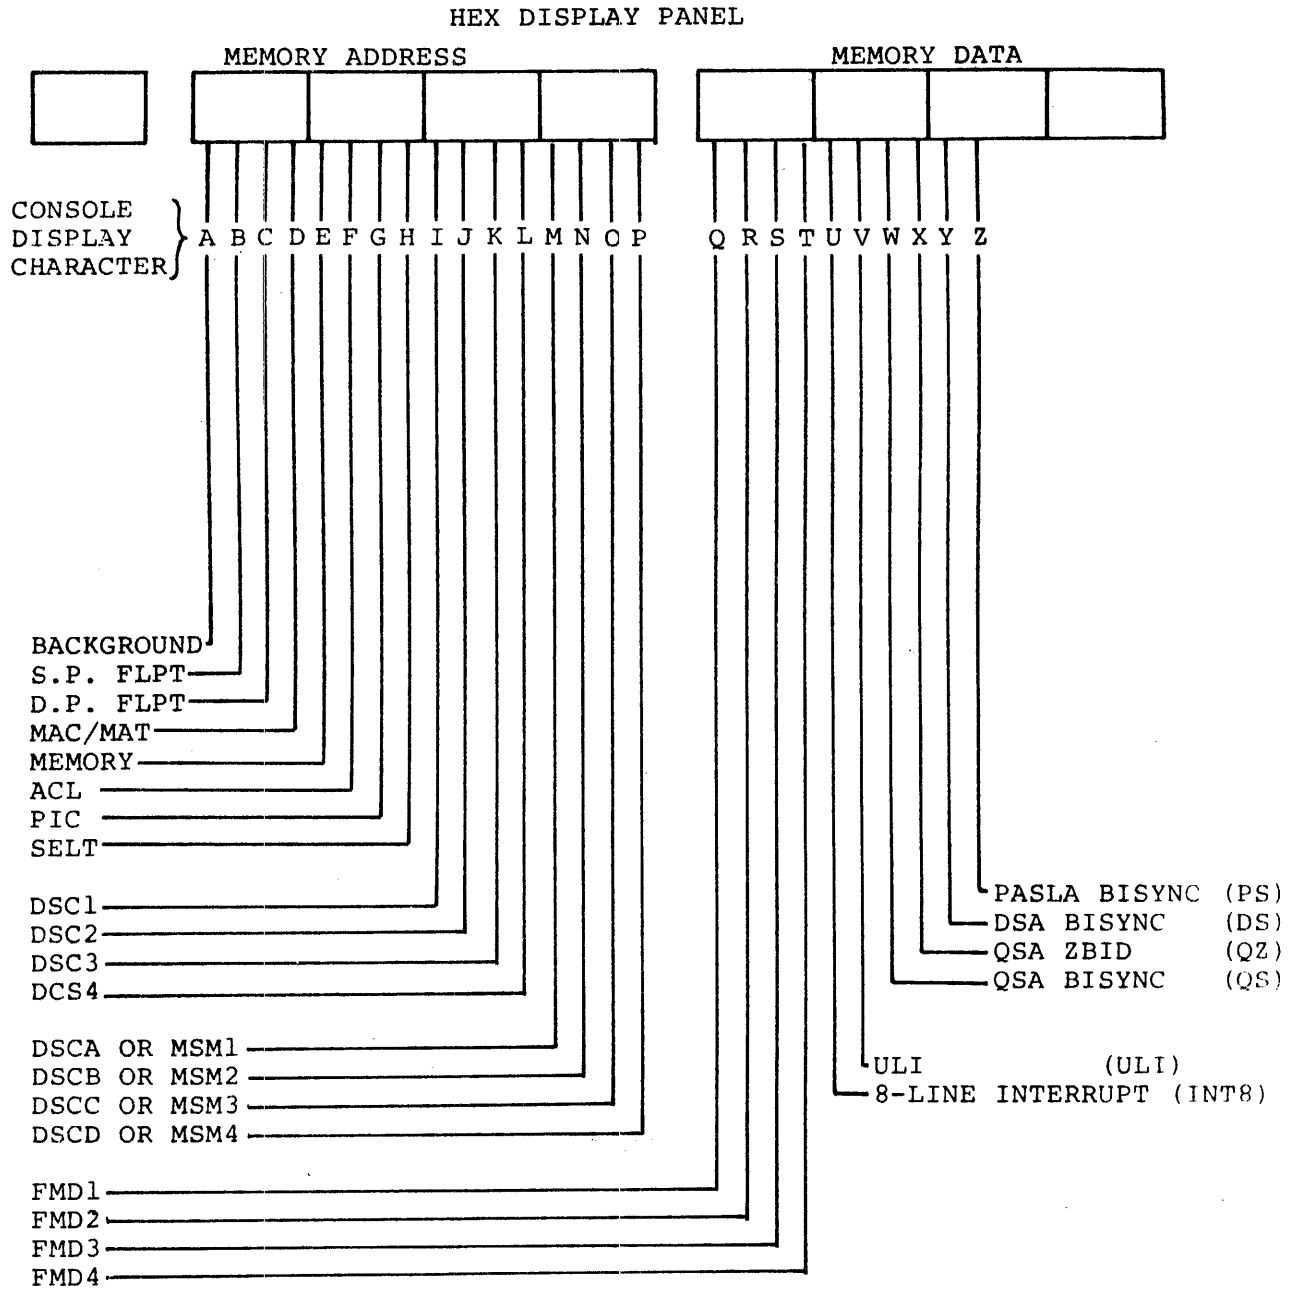 HEX DISPLAY PANEL
MEMORY ADDRESS
MEMORY DATA
CONSOLE
DISPLAY
CHARACTER
A B C D E F G H I J K L M N O P Q R S T U V W X Y Z
BACKGROUND
S.P. FLPT
D.P. FLPT
MAC/MAT
MEMORY
ACL
PIC
SELT
DSC1
DSC2
DSC3
DCS4
PASLA BISYNC (PS)
DSA BISYNC (DS)
QSA ZBID (QZ)
QSA BISYNC (QS)
DSCA OR MSM1
DSCB OR MSM2
DSCC OR MSM3
DSCD OR MSM4
ULI (ULI)
8-LINE INTERRUPT (INT8)
FMD1
FMD2
FMD3
FMD4